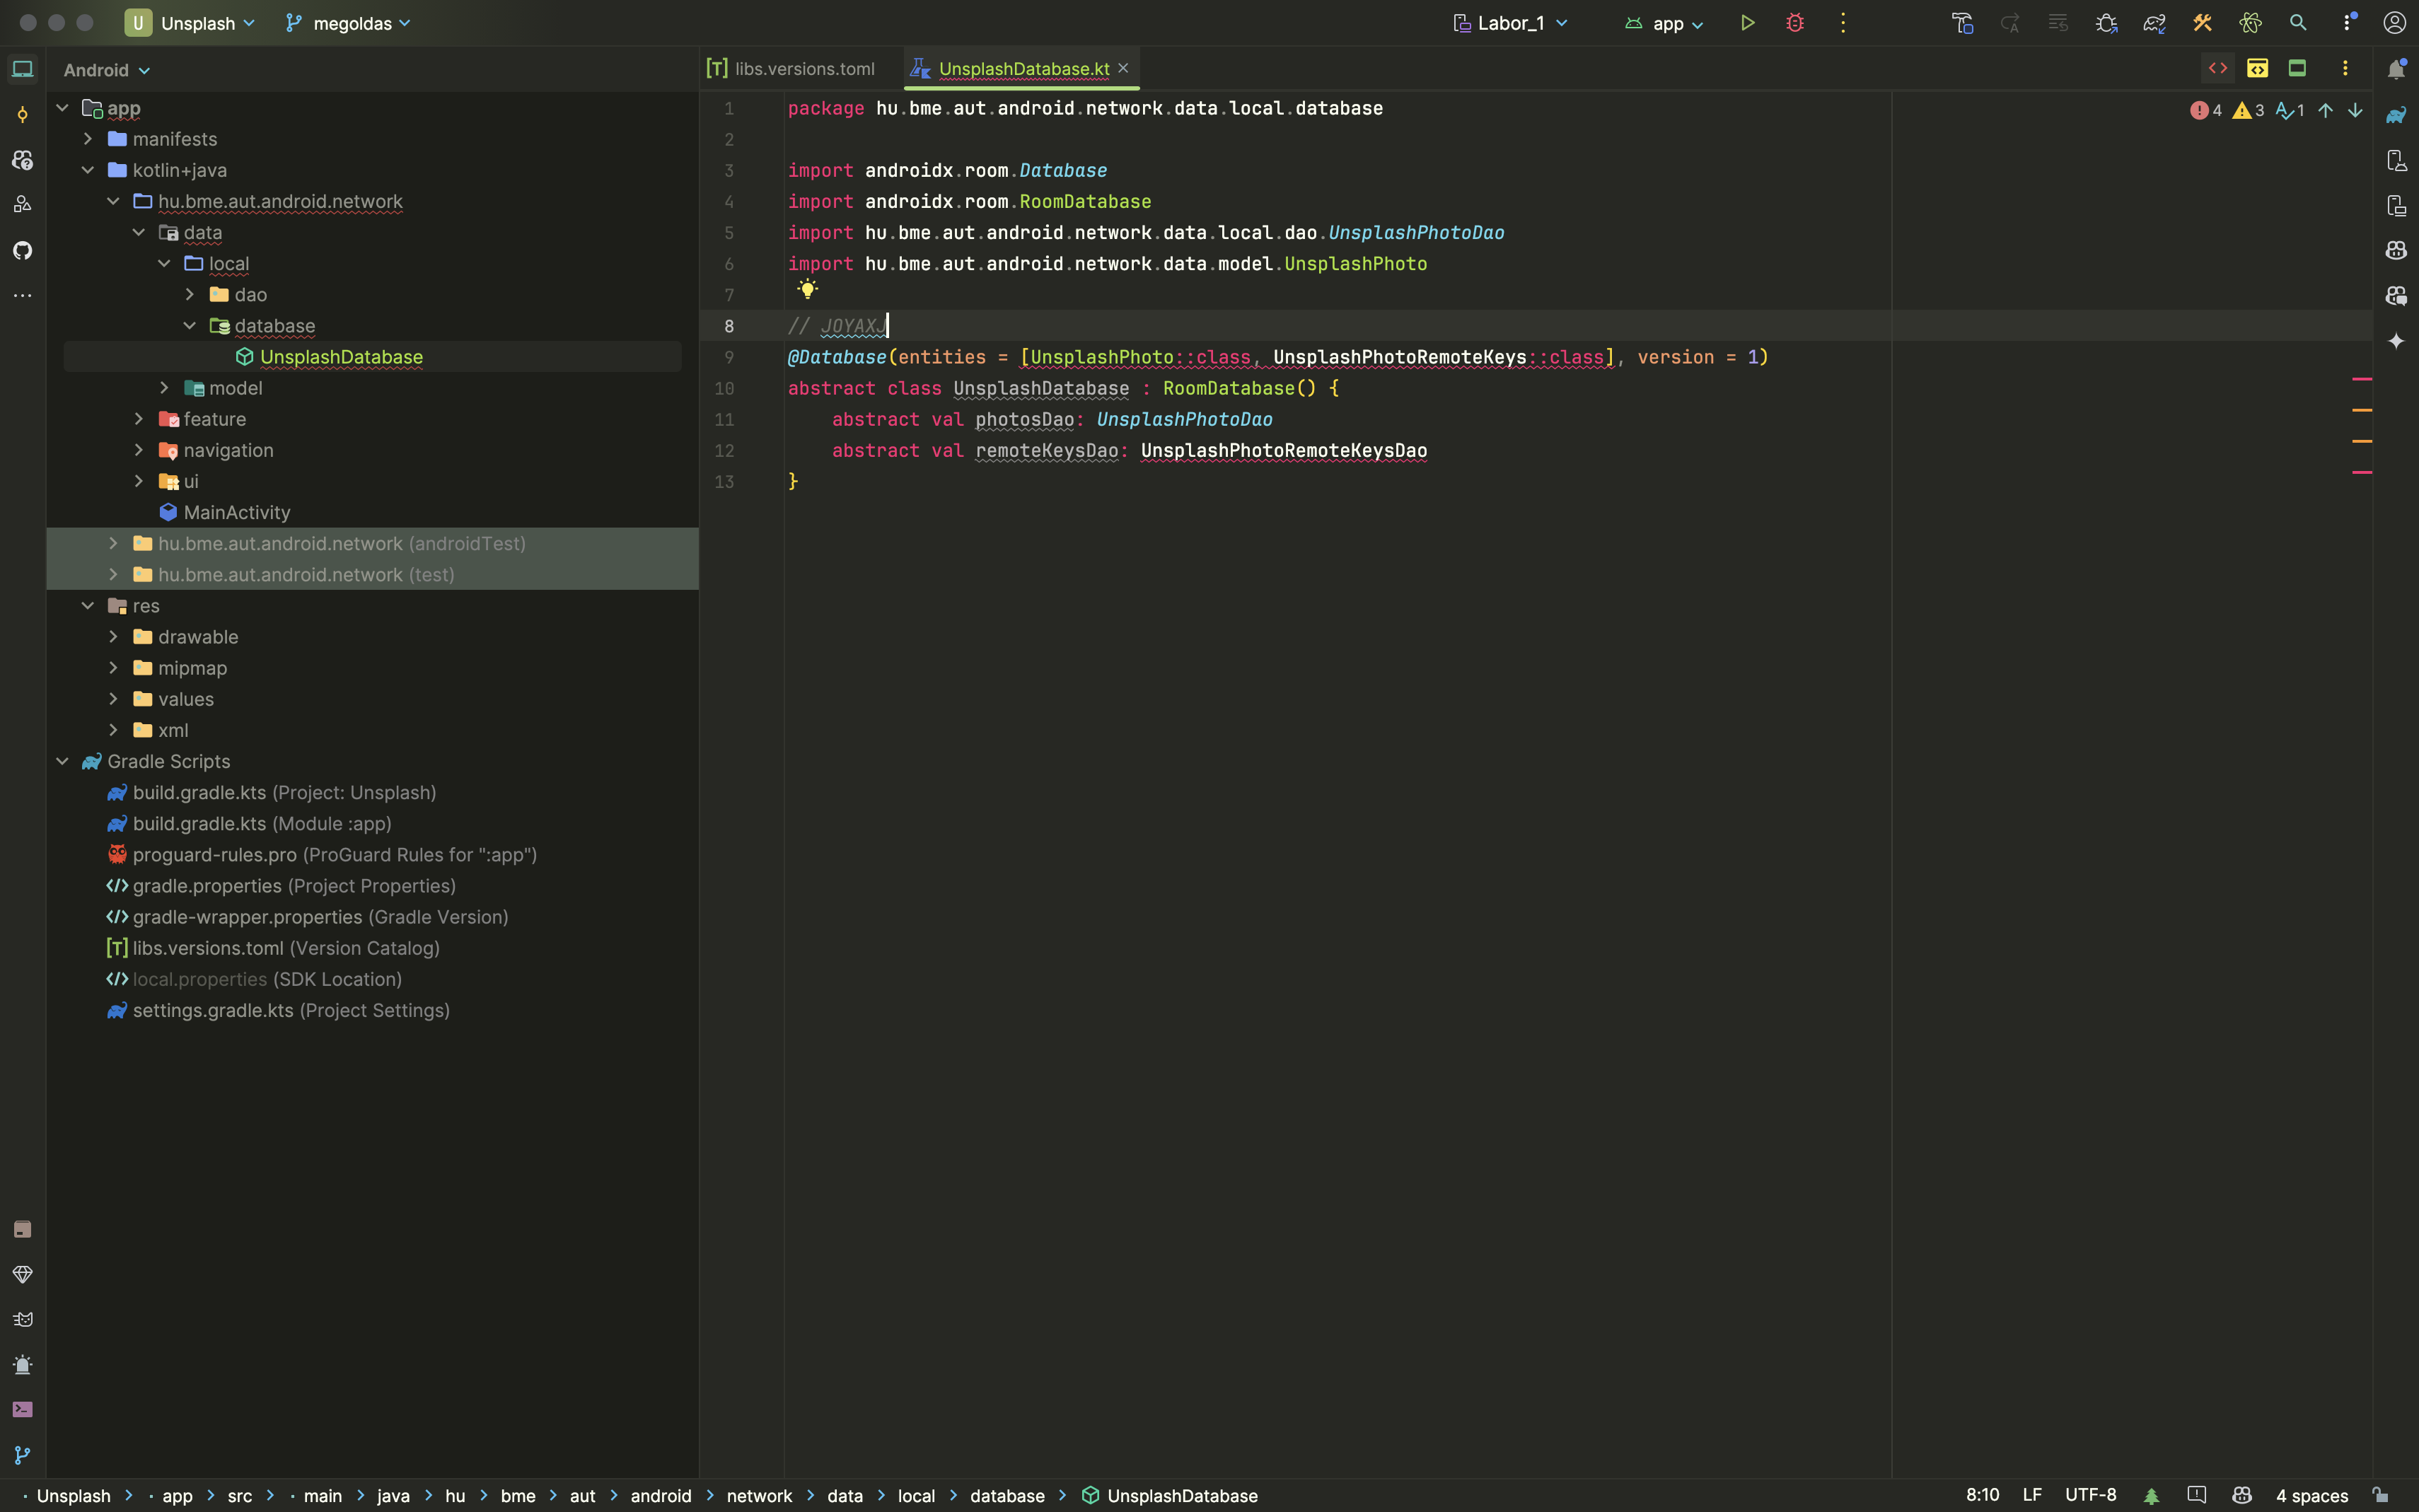 U Unsplash megoldas Labor_1 app
Android
libs.versions.toml UnsplashDatabase.kt
app
manifests
kotlin+java
hu.bme.aut.android.network
data
local
dao
database
UnsplashDatabase
model
feature
navigation
ui
MainActivity
hu.bme.aut.android.network (androidTest)
hu.bme.aut.android.network (test)
res
drawable
mipmap
values
xml
Gradle Scripts
build.gradle.kts (Project: Unsplash)
build.gradle.kts (Module :app)
proguard-rules.pro (ProGuard Rules for ":app")
gradle.properties (Project Properties)
gradle-wrapper.properties (Gradle Version)
libs.versions.toml (Version Catalog)
local.properties (SDK Location)
settings.gradle.kts (Project Settings)
4 3 1
1 package hu.bme.aut.android.network.data.local.database
2
3 import androidx.room.Database
4 import androidx.room.RoomDatabase
5 import hu.bme.aut.android.network.data.local.dao.UnsplashPhotoDao
6 import hu.bme.aut.android.network.data.model.UnsplashPhoto
7
8 // JOYAXJ
9 @Database(entities = [UnsplashPhoto::class, UnsplashPhotoRemoteKeys::class], version = 1)
10 abstract class UnsplashDatabase : RoomDatabase() {
11 abstract val photosDao: UnsplashPhotoDao
12 abstract val remoteKeysDao: UnsplashPhotoRemoteKeysDao
13 }
Unsplash > app > src > main > java > hu > bme > aut > android > network > data > local > database > UnsplashDatabase
8:10 LF UTF-8 4 spaces